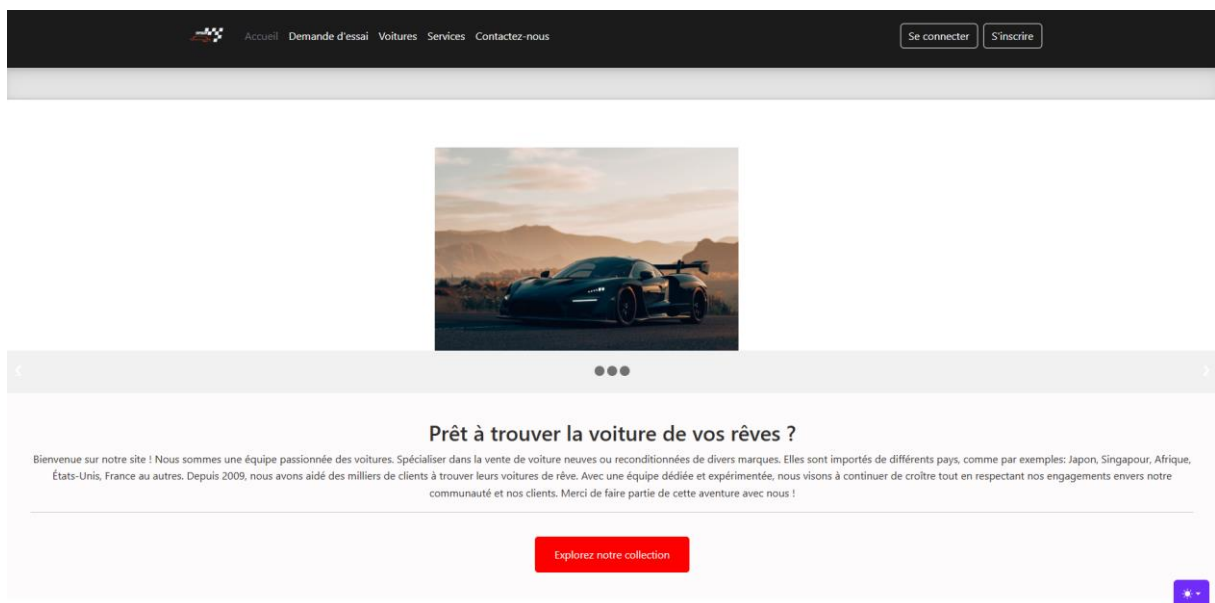 Accueil Demande d'essai Voitures Services Contactez-nous Se connecter S'inscrire
Prêt à trouver la voiture de vos rêves ?
Bienvenue sur notre site ! Nous sommes une équipe passionnée des voitures. Spécialiser dans la vente de voiture neuves ou reconditionnées de divers marques. Elles sont importés de différents pays, comme par exemples: Japon, Singapour, Afrique,
États-Unis, France au autres. Depuis 2009, nous avons aidé des milliers de clients à trouver leurs voitures de rêve. Avec une équipe dédiée et expérimentée, nous visons à continuer de croître tout en respectant nos engagements envers notre
communauté et nos clients. Merci de faire partie de cette aventure avec nous !
Explorez notre collection